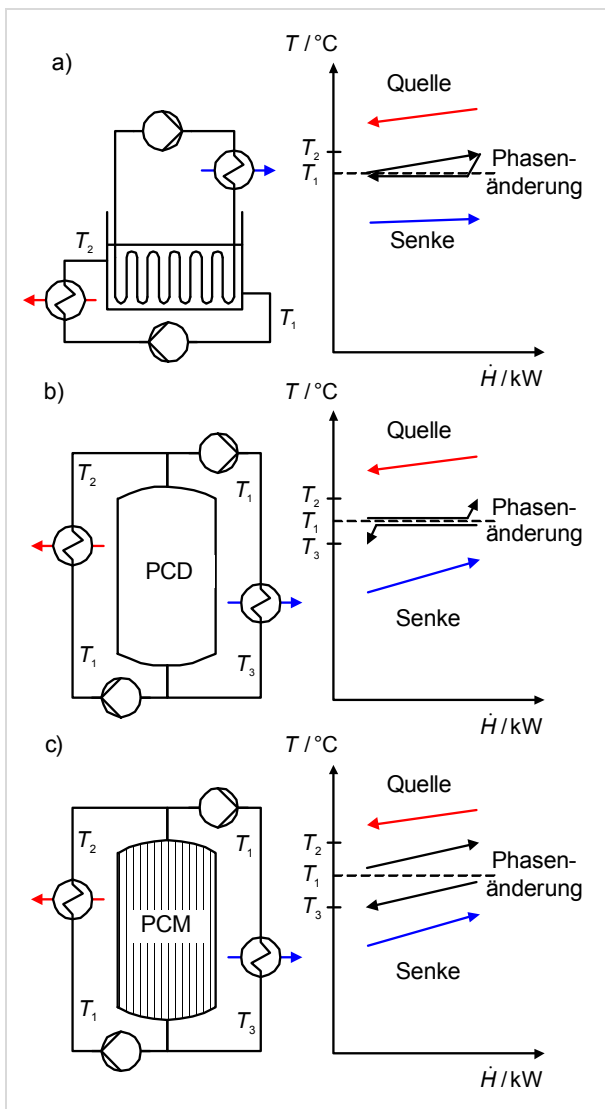 a)
T / °C
Quelle
T2
T1
Phasen-
änderung
Senke
Ḣ / kW
T2
T1
b)
T / °C
Quelle
T2
T1
T3
Phasen-
änderung
Senke
Ḣ / kW
T2
T1
PCD
T1
T3
c)
T / °C
Quelle
T2
T1
T3
Phasen-
änderung
Senke
Ḣ / kW
T2
T1
PCM
T1
T3